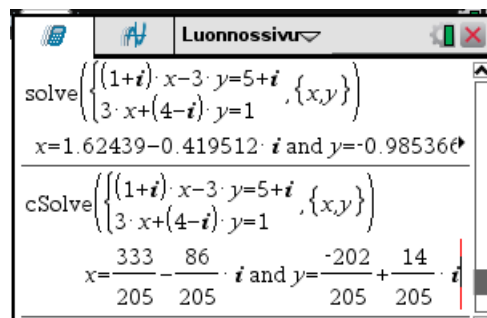 Luonnossivu
solve({(1+i)·x-3·y=5+i
3·x+(4-i)·y=1 ,{x,y})
x=1.62439-0.419512·i and y=-0.985366
cSolve({(1+i)·x-3·y=5+i
3·x+(4-i)·y=1 ,{x,y})
x=333/205-86/205·i and y=-202/205+14/205·i